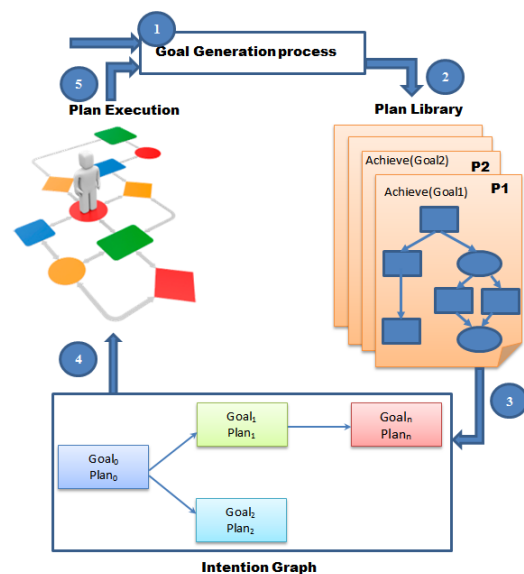 1
Goal Generation process
5
2
Plan Execution
Plan Library
Achieve(Goal2)
P2
Achieve(Goal1)
P1
4
3
Goal₁
Plan₁
Goalₙ
Planₙ
Goal₀
Plan₀
Goal₂
Plan₂
Intention Graph